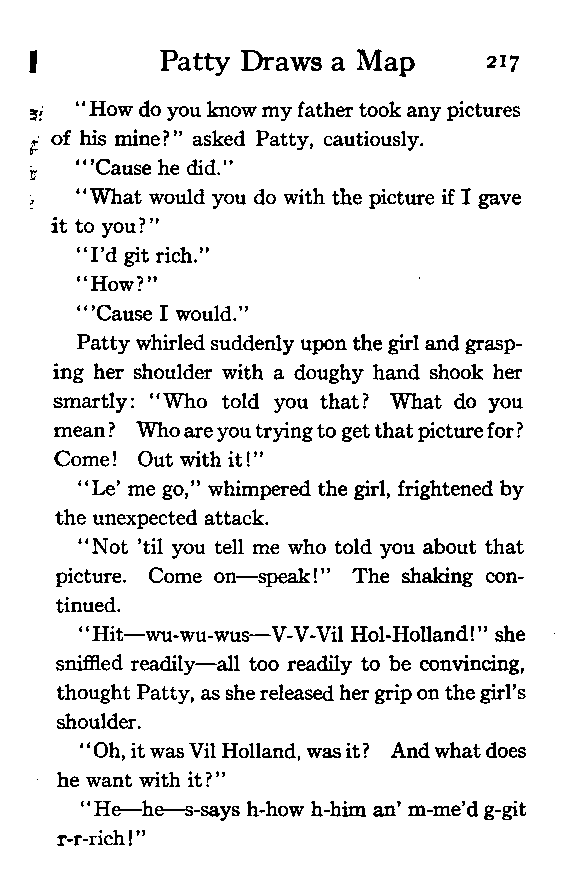 Patty Draws a Map 217
"How do you know my father took any pictures
of his mine?" asked Patty, cautiously.
"'Cause he did."
"What would you do with the picture if I gave
it to you?"
"I'd git rich."
"How?"
"'Cause I would."
Patty whirled suddenly upon the girl and grasp-
ing her shoulder with a doughy hand shook her
smartly: "Who told you that? What do you
mean? Who are you trying to get that picture for?
Come! Out with it!"
"Le' me go," whimpered the girl, frightened by
the unexpected attack.
"Not 'til you tell me who told you about that
picture. Come on—speak!" The shaking con-
tinued.
"Hit—wu-wu-wus—V-V-Vil Hol-Holland!" she
sniffled readily—all too readily to be convincing,
thought Patty, as she released her grip on the girl's
shoulder.
"Oh, it was Vil Holland, was it? And what does
he want with it?"
"He—he—s-says h-how h-him an' m-me'd g-git
r-r-rich!"